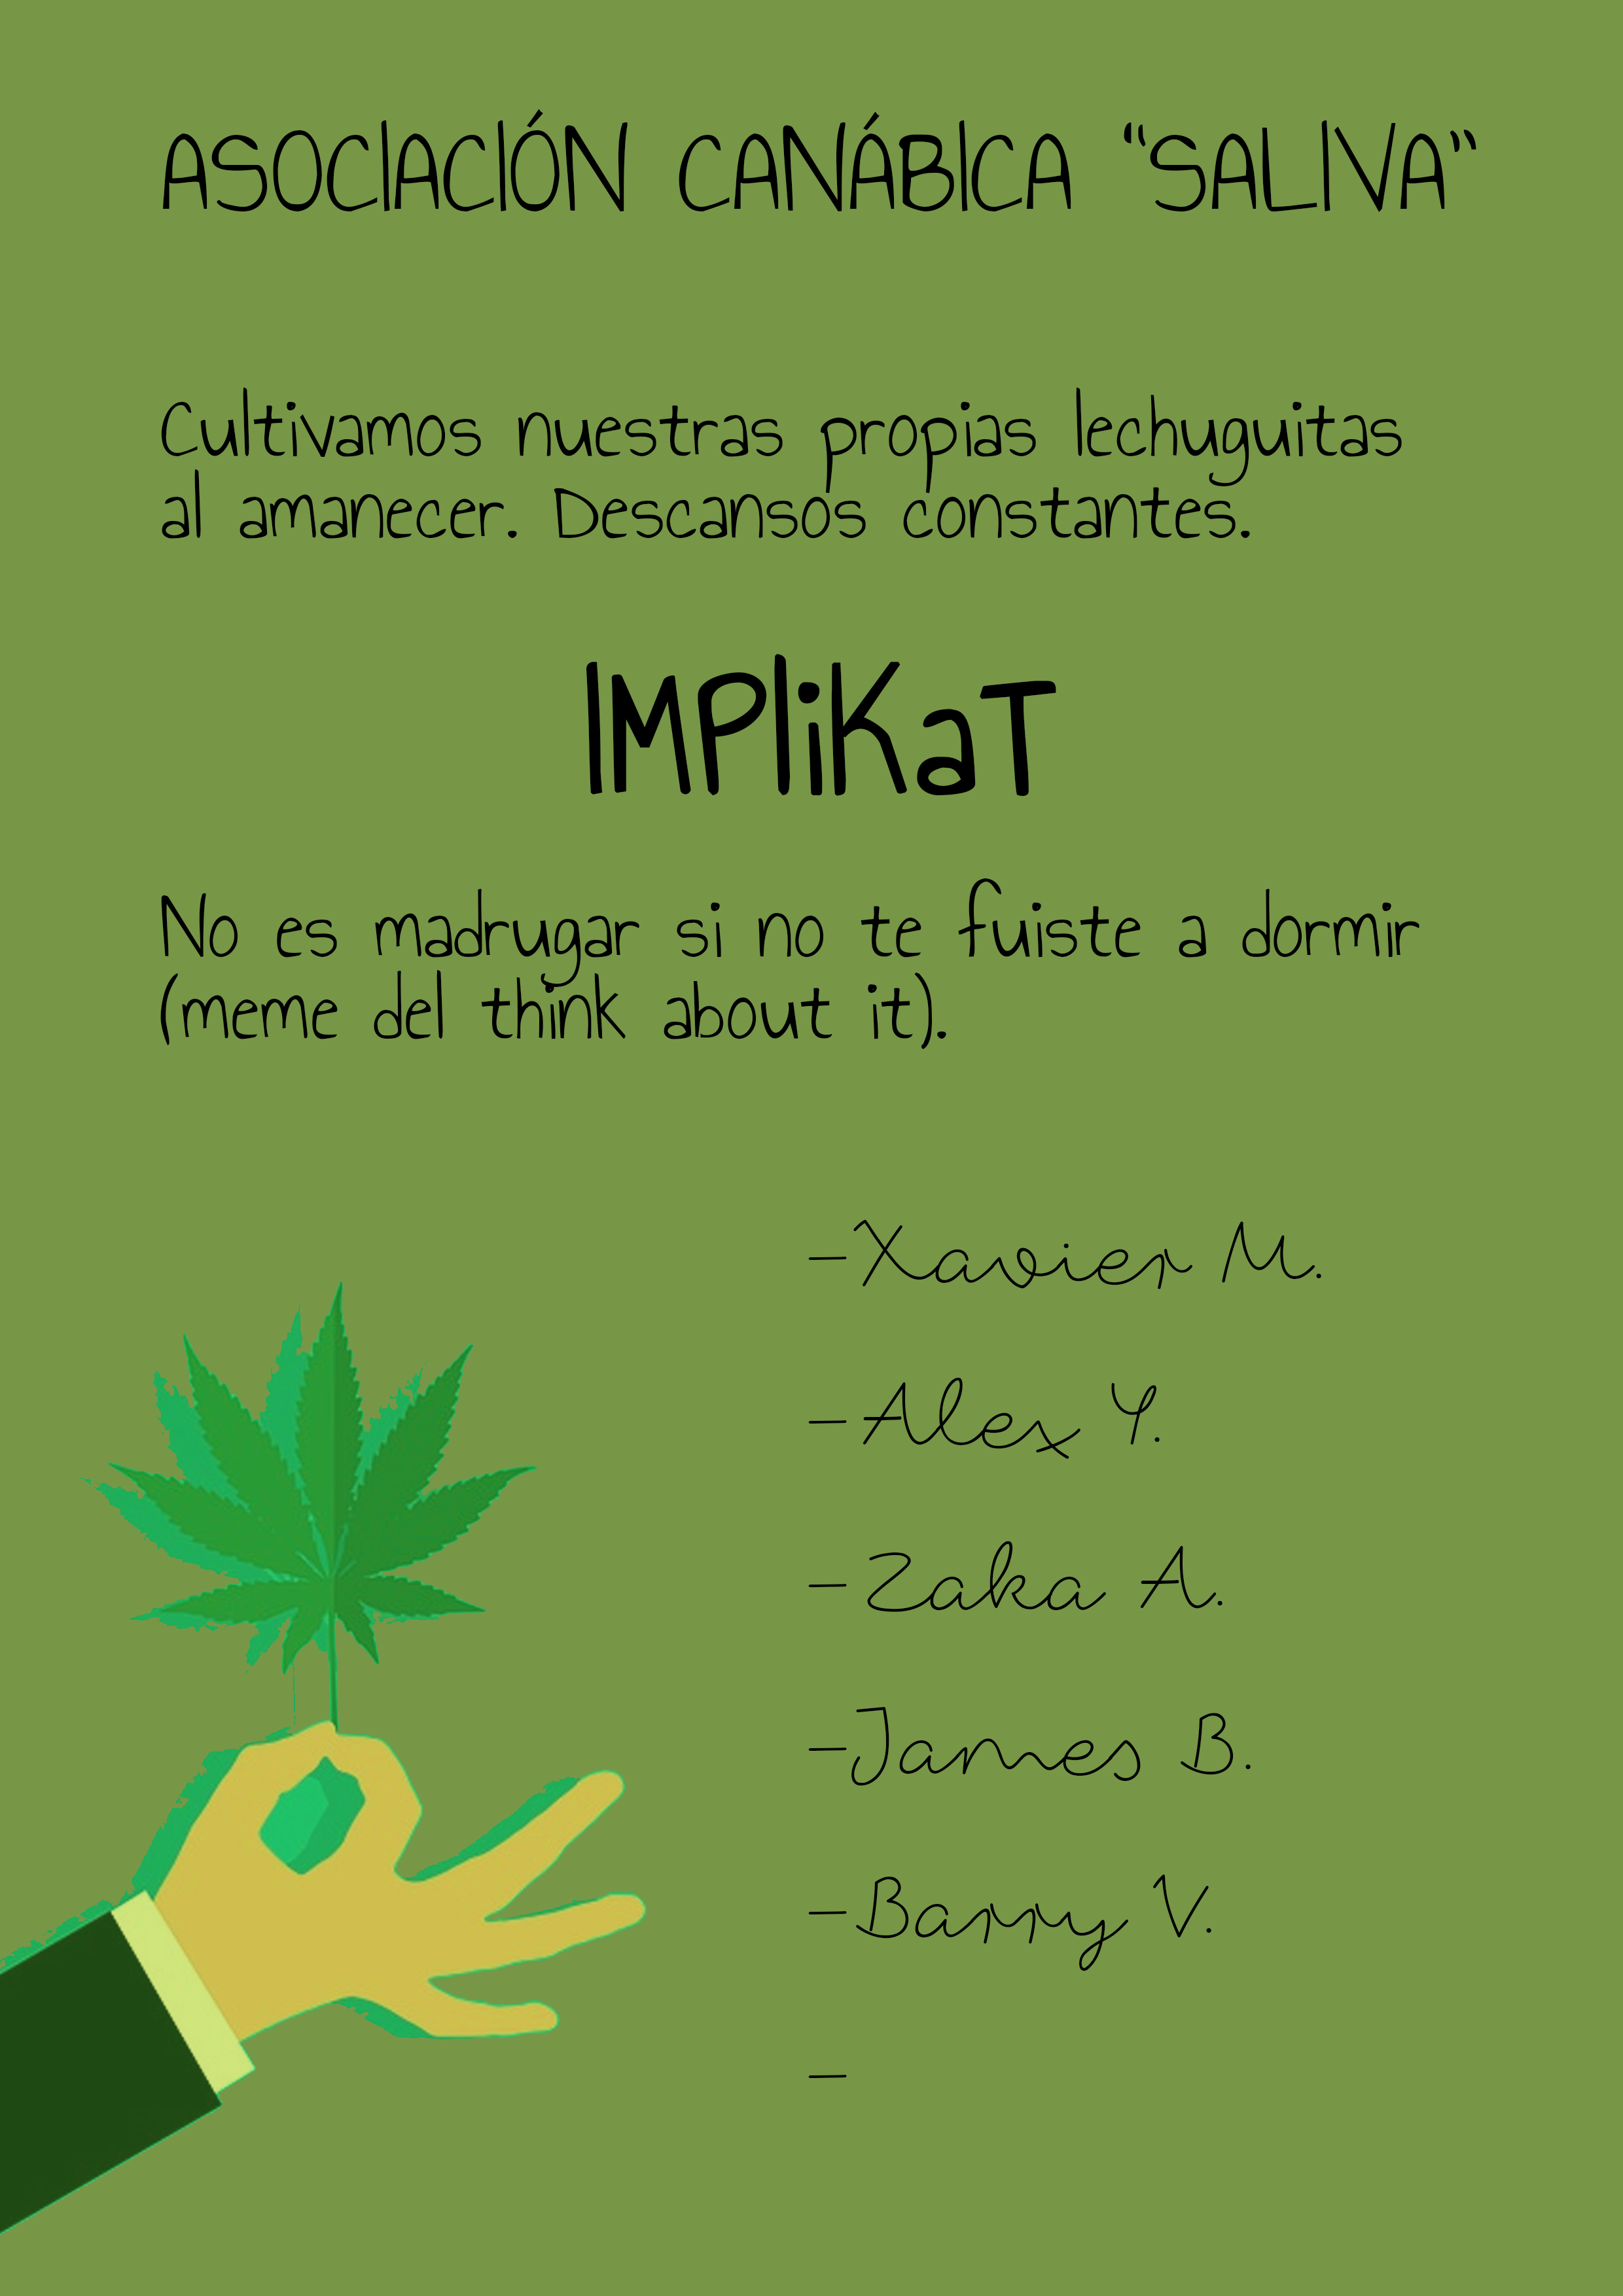 ASOCIACIÓN CANÁBICA "SALIVA"
Cultivamos nuestras propias lechuguitas
al amanecer. Descansos constantes.
IMPliKaT
No es madrugar si no te fuiste a dormir
(meme del think about it).
-Xavier M.
-Alex Y.
-Zaka A.
-James B.
-Barry V.
-